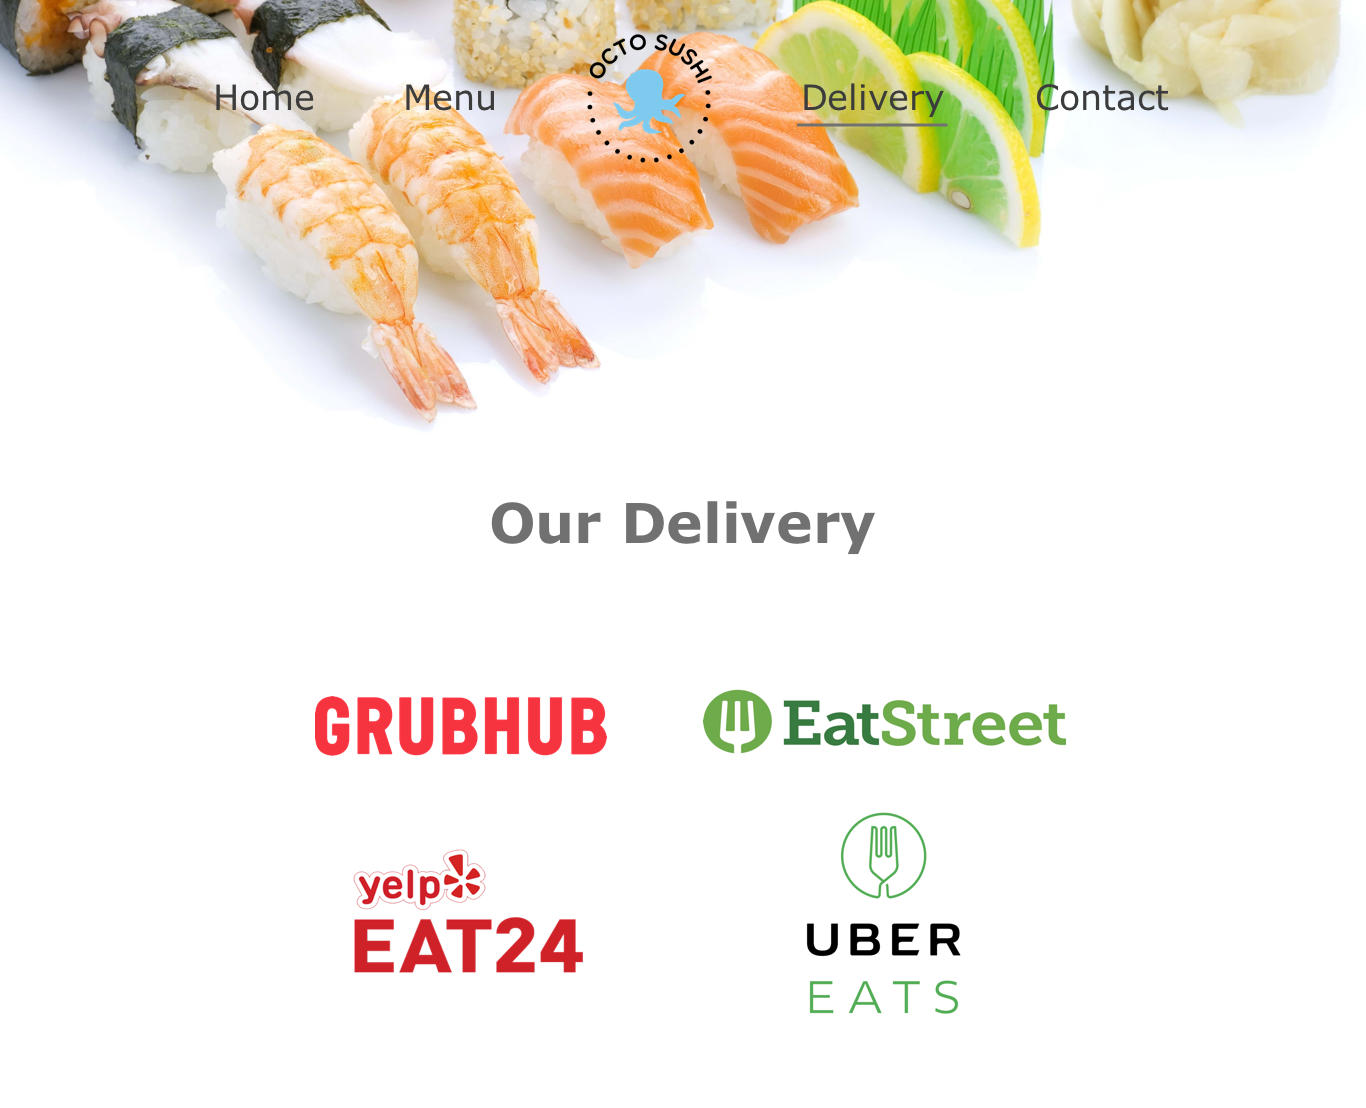 Home
Menu
OCTO SUSHI
Delivery
Contact
Our Delivery
GRUBHUB
EatStreet
yelp
EAT24
UBER
EATS